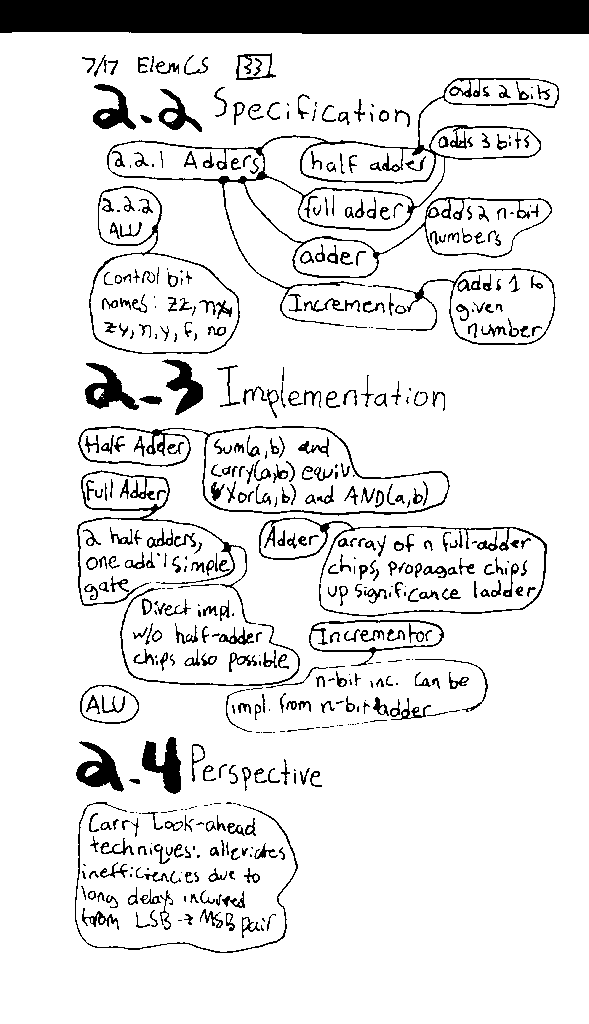 7/17 ElemCS 33
2.2 Specification
adds 2 bits
adds 3 bits
2.2.1 Adders
half adder
full adder
adds 2 n-bit
numbers
2.2.2
ALU
adder
Control bit
names: zz, nx,
zy, n,y, f, no
Incrementor
adds 1 to
given
number
2.3 Implementation
Half Adder
Sum(a,b) and
Carry(a,b) equiv.
Xor(a,b) and AND(a,b)
Full Adder
2 half adders,
one add'l simple
gate
Adder
array of n full-adder
chips, propagate chips
up significance ladder
Direct impl.
w/o half-adder
chips also possible
Incrementor
n-bit inc. Can be
impl. from n-bit adder
ALU
2.4 Perspective
Carry Look-ahead
techniques: alleviates
inefficiencies due to
long delays incurred
from LSB → MSB pair